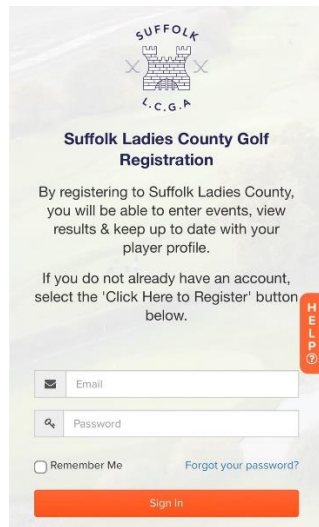 SUFFOLK
L.C.G.A
Suffolk Ladies County Golf
Registration
By registering to Suffolk Ladies County,
you will be able to enter events, view
results & keep up to date with your
player profile.
If you do not already have an account,
select the 'Click Here to Register' button
below.
HELP?
Email
Password
Remember Me
Forgot your password?
Sign In